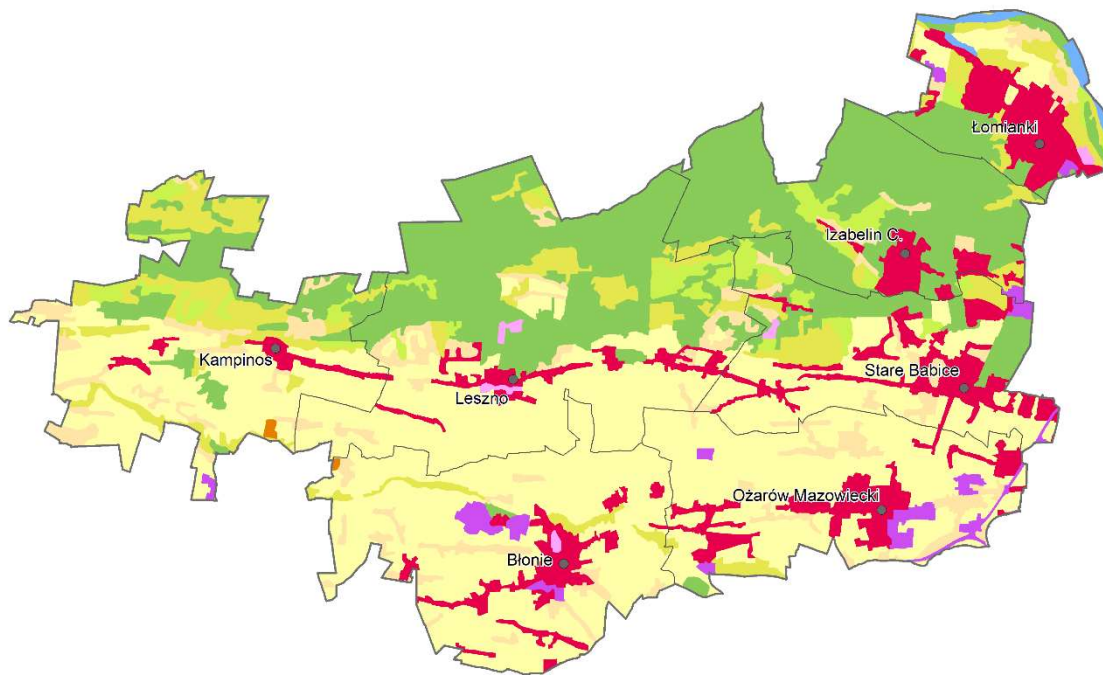 Łomianki
Izabelin C.
Kampinos
Stare Babice
Leszno
Ożarów Mazowiecki
Błonie